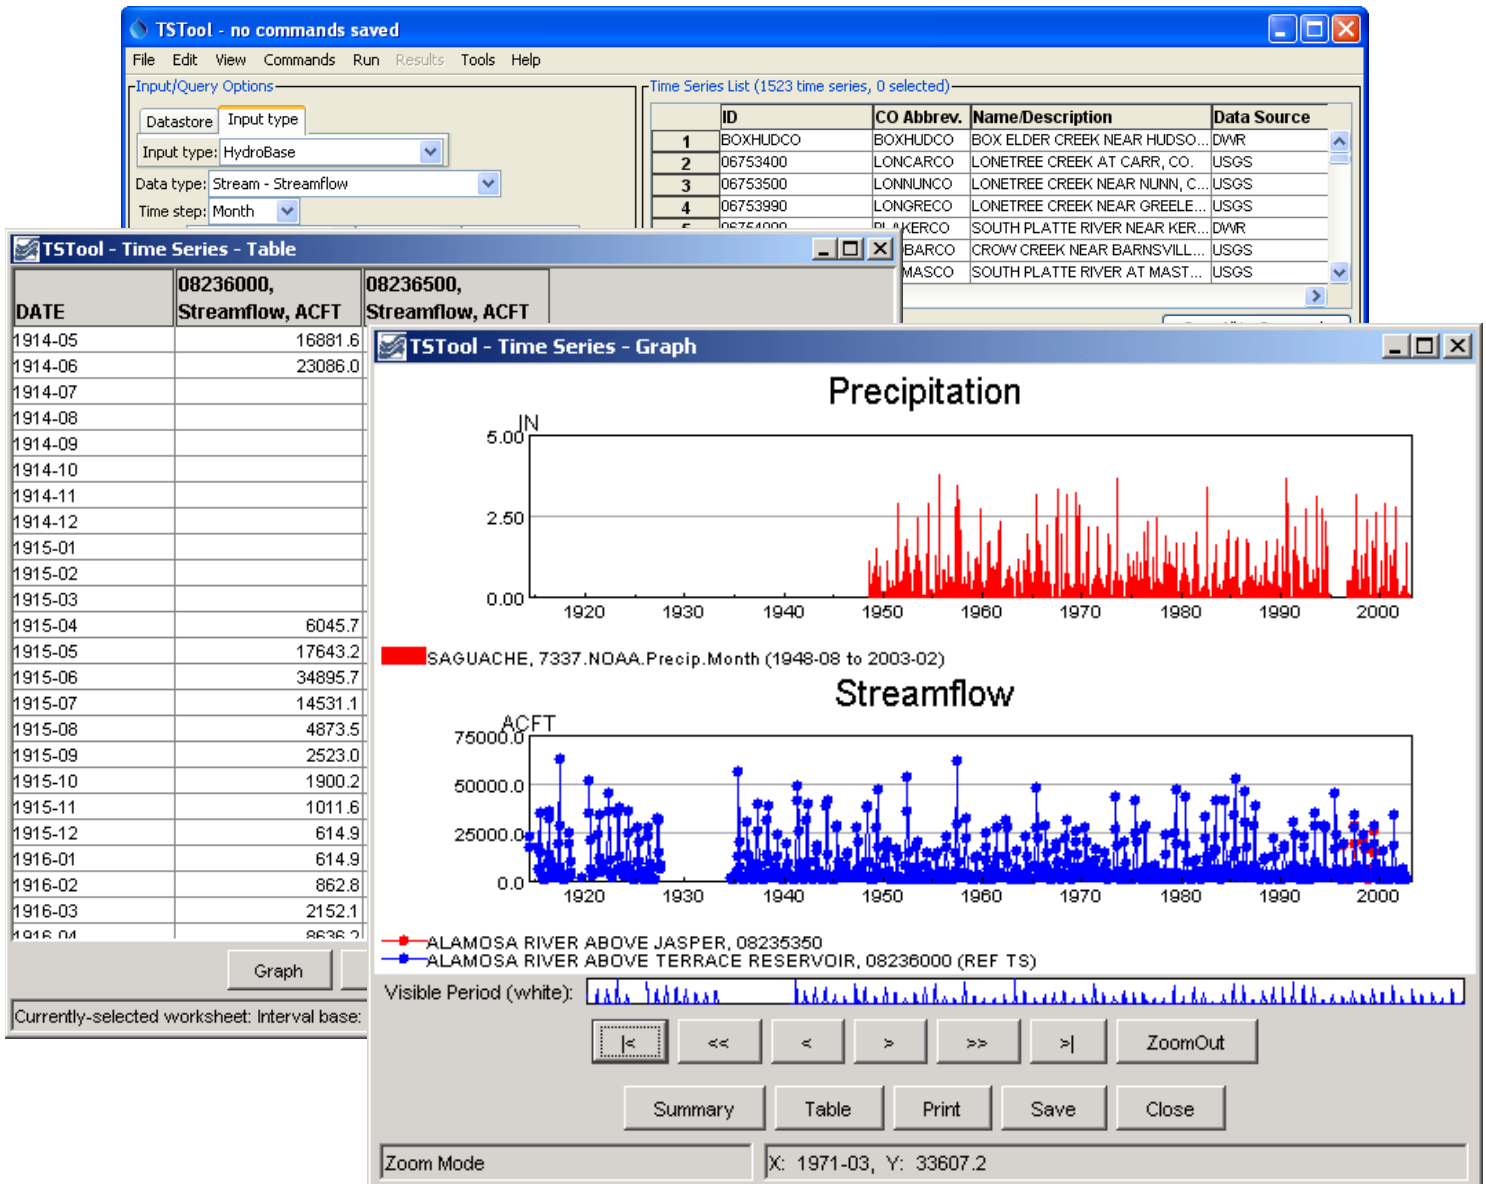 TSTool - no commands saved
File Edit View Commands Run Results Tools Help
Input/Query Options
Datastore Input type
Input type: HydroBase
Data type: Stream - Streamflow
Time step: Month
Time Series List (1523 time series, 0 selected)
ID CO Abbrev. Name/Description Data Source
1 BOXHUDCO BOXHUDCO BOX ELDER CREEK NEAR HUDSO... DWR
2 06753400 LONCARCO LONETREE CREEK AT CARR, CO. USGS
3 06753500 LONNUNCO LONETREE CREEK NEAR NUNN, C... USGS
4 06753990 LONGRECO LONETREE CREEK NEAR GREELE... USGS
5 06754000 PLAKERCO SOUTH PLATTE RIVER NEAR KER... DWR
BARCO CROW CREEK NEAR BARNSVILL... USGS
MASCO SOUTH PLATTE RIVER AT MAST... USGS
TSTool - Time Series - Table
DATE 08236000, Streamflow, ACFT 08236500, Streamflow, ACFT
1914-05 16881.6
1914-06 23086.0
1914-07
1914-08
1914-09
1914-10
1914-11
1914-12
1915-01
1915-02
1915-03
1915-04 6045.7
1915-05 17643.2
1915-06 34895.7
1915-07 14531.1
1915-08 4873.5
1915-09 2523.0
1915-10 1900.2
1915-11 1011.6
1915-12 614.9
1916-01 614.9
1916-02 862.8
1916-03 2152.1
1916-04 8636.2
Graph
Currently-selected worksheet: Interval base:
TSTool - Time Series - Graph
Precipitation
IN
5.00
2.50
0.00
1920 1930 1940 1950 1960 1970 1980 1990 2000
SAGUACHE, 7337.NOAA.Precip.Month (1948-08 to 2003-02)
Streamflow
ACFT
75000.0
50000.0
25000.0
0.0
1920 1930 1940 1950 1960 1970 1980 1990 2000
ALAMOSA RIVER ABOVE JASPER, 08235350
ALAMOSA RIVER ABOVE TERRACE RESERVOIR, 08236000 (REF TS)
Visible Period (white):
|< << < > >> >| ZoomOut
Summary Table Print Save Close
Zoom Mode
X: 1971-03, Y: 33607.2